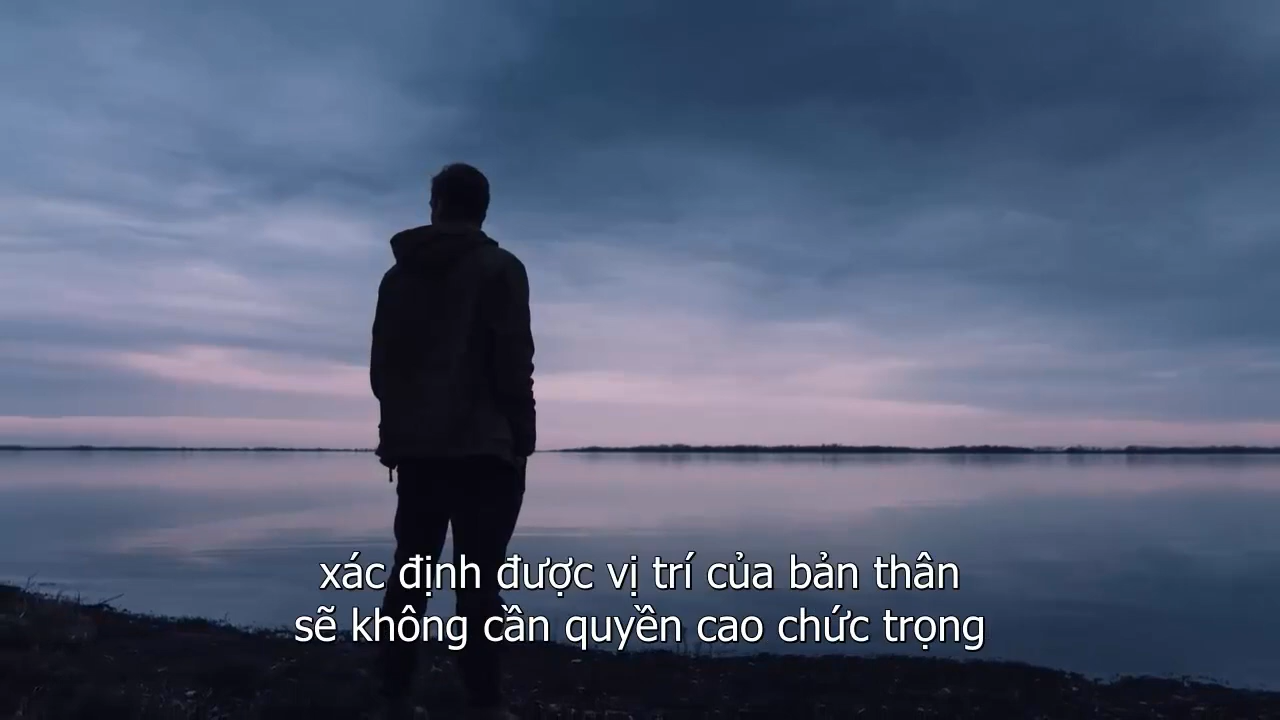 xác định được vị trí của bản thân
sẽ không cần quyền cao chức trọng